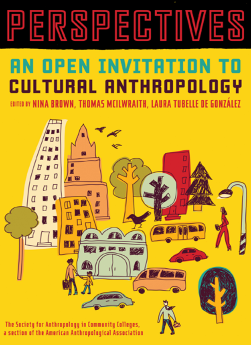 PERSPECTIVES
AN OPEN INVITATION TO
CULTURAL ANTHROPOLOGY
EDITED BY NINA BROWN, THOMAS MCILWRAITH, LAURA TUBELLE DE GONZÁLEZ
The Society for Anthropology in Community Colleges,
a section of the American Anthropological Association